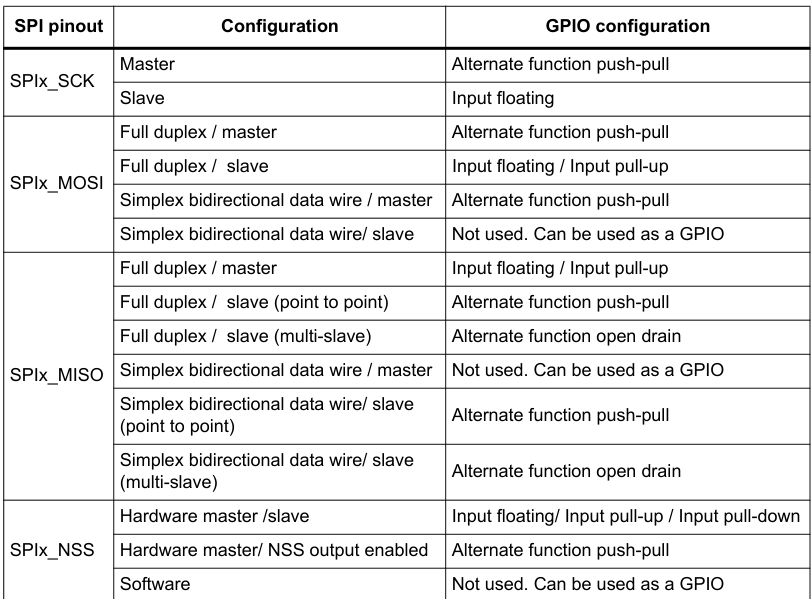 SPI pinout Configuration GPIO configuration
SPIx_SCK
Master Alternate function push-pull
Slave Input floating
SPIx_MOSI
Full duplex / master Alternate function push-pull
Full duplex / slave Input floating / Input pull-up
Simplex bidirectional data wire / master Alternate function push-pull
Simplex bidirectional data wire/ slave Not used. Can be used as a GPIO
SPIx_MISO
Full duplex / master Input floating / Input pull-up
Full duplex / slave (point to point) Alternate function push-pull
Full duplex / slave (multi-slave) Alternate function open drain
Simplex bidirectional data wire / master Not used. Can be used as a GPIO
Simplex bidirectional data wire/ slave
(point to point) Alternate function push-pull
Simplex bidirectional data wire/ slave
(multi-slave) Alternate function open drain
SPIx_NSS
Hardware master /slave Input floating/ Input pull-up / Input pull-down
Hardware master/ NSS output enabled Alternate function push-pull
Software Not used. Can be used as a GPIO